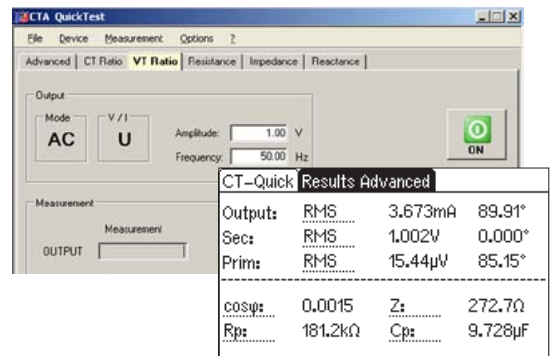 CTA QuickTest
File Device Measurement Options ?
Advanced CT Ratio VT Ratio Resistance Impedance Reactance
Output
Mode V / I
AC U
Amplitude: 1.00 V
Frequency: 50.00 Hz
ON
Measurement
Measurement
OUTPUT
CT-Quick Results Advanced
Output: RMS 3.673mA 89.91°
Sec: RMS 1.002V 0.000°
Prim: RMS 15.44µV 85.15°
cosφ: 0.0015 Z: 272.7Ω
Rp: 181.2kΩ Cp: 9.728µF